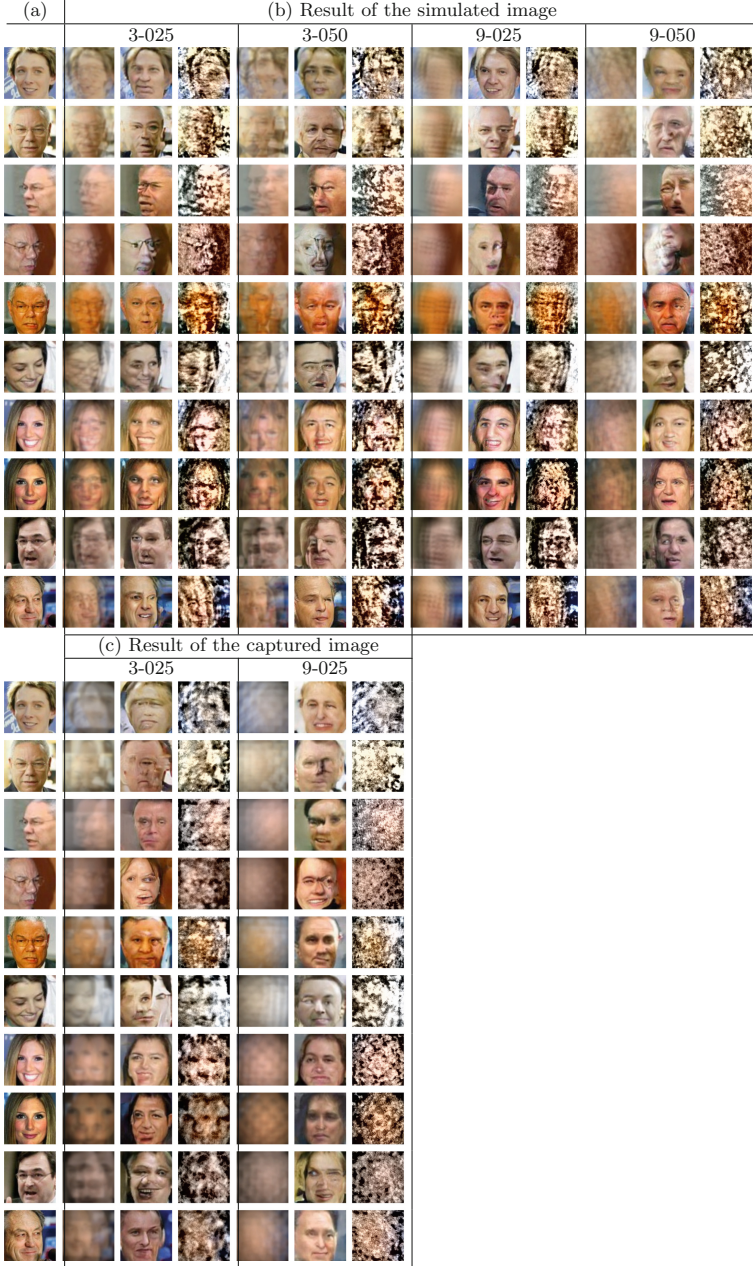 (a) (b) Result of the simulated image
3-025 3-050 9-025 9-050
(c) Result of the captured image
3-025 9-025